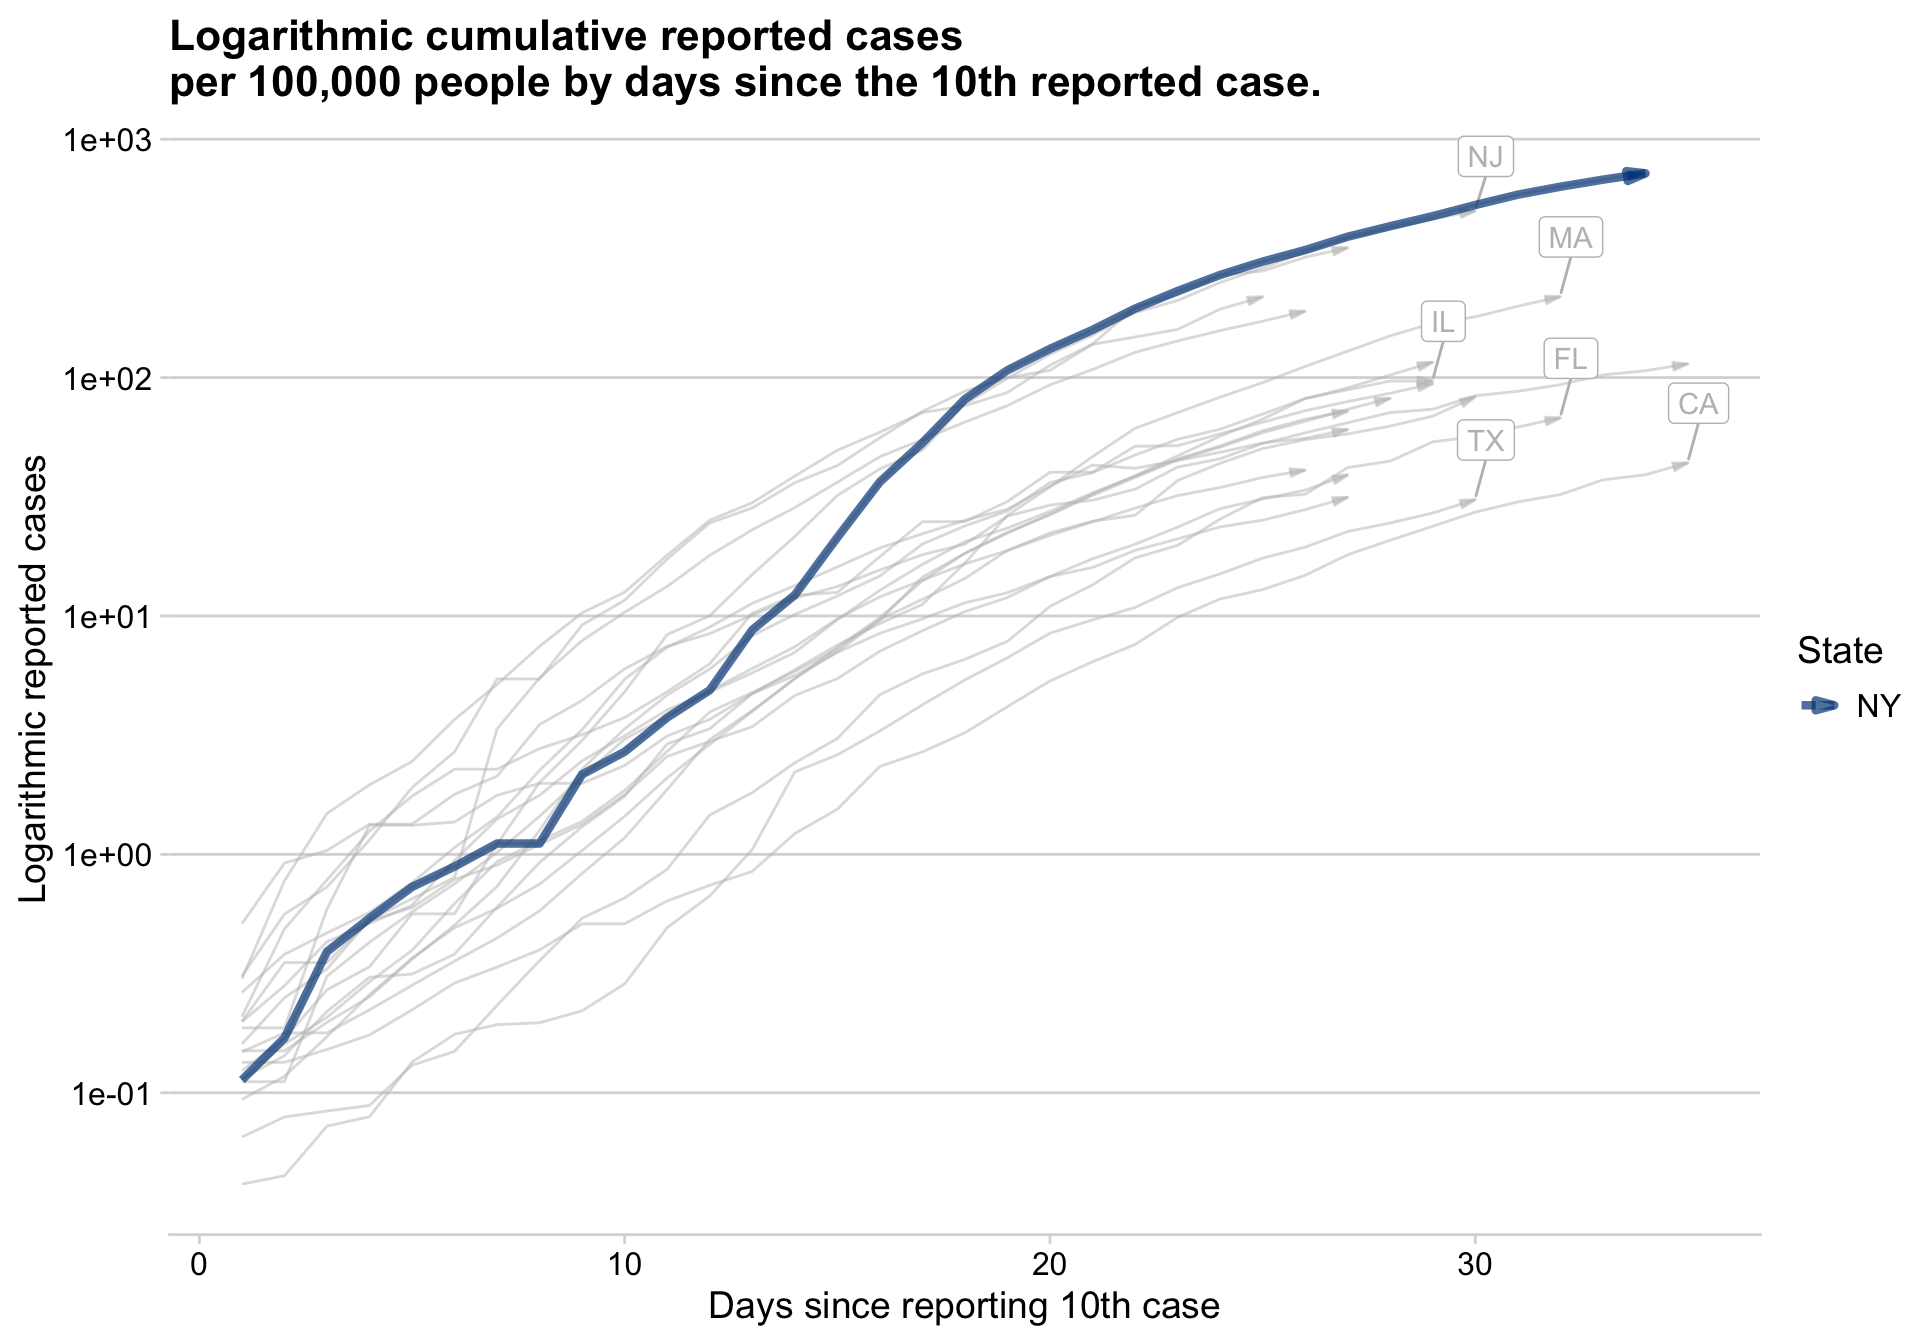 Logarithmic cumulative reported cases
per 100,000 people by days since the 10th reported case.
1e+03
1e+02
1e+01
1e+00
1e-01
Logarithmic reported cases
NJ
MA
IL
FL
CA
TX
State
NY
0
10
20
30
Days since reporting 10th case